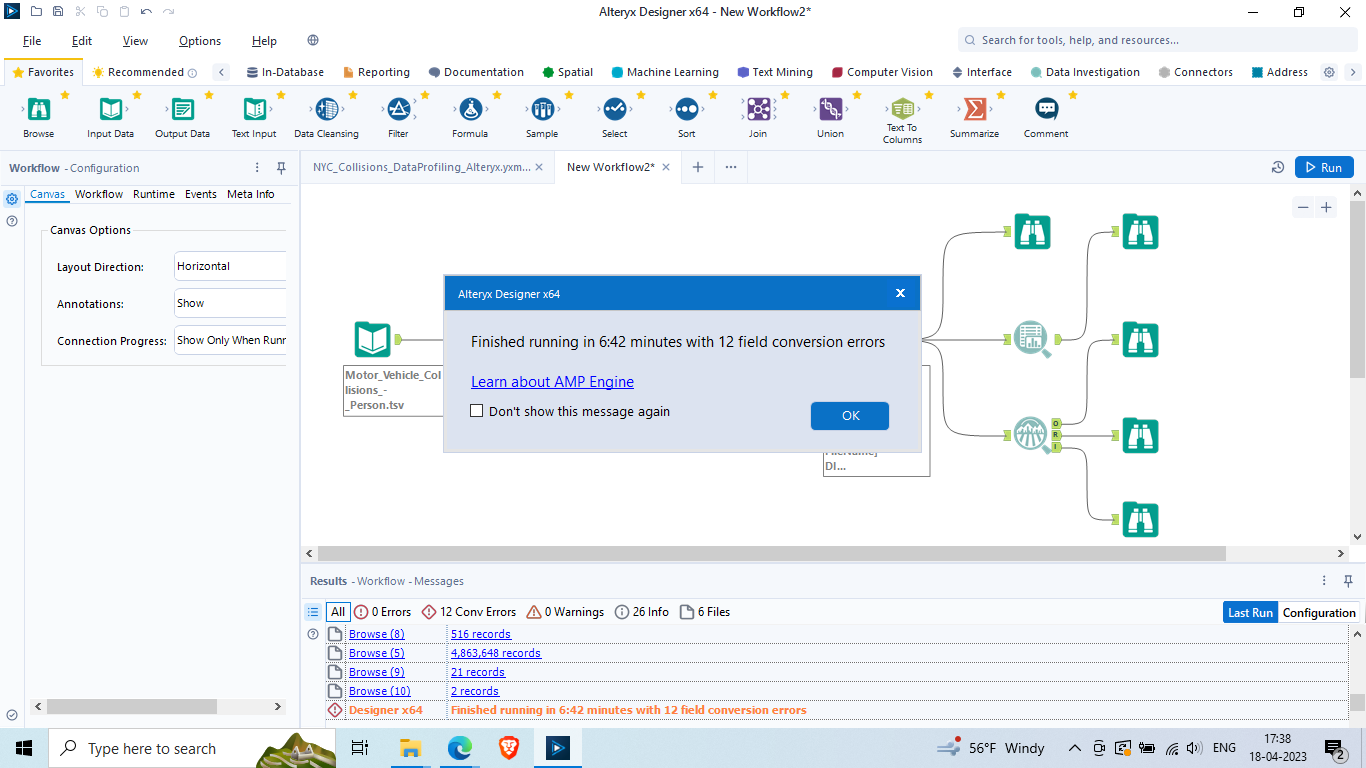 Alteryx Designer x64 - New Workflow2*
File Edit View Options Help
Search for tools, help, and resources...
Favorites Recommended In-Database Reporting Documentation Spatial Machine Learning Text Mining Computer Vision Interface Data Investigation Connectors Address
Browse Input Data Output Data Text Input Data Cleansing Filter Formula Sample Select Sort Join Union Text To Columns Summarize Comment
Workflow - Configuration
NYC_Collisions_DataProfiling_Alteryx.yxm...
New Workflow2*
Run
Canvas Workflow Runtime Events Meta Info
Canvas Options
Layout Direction: Horizontal
Annotations: Show
Connection Progress: Show Only When Runn
Motor_Vehicle_Col
lisions_-
_Person.tsv
Alteryx Designer x64
Finished running in 6:42 minutes with 12 field conversion errors
Learn about AMP Engine
Don't show this message again
OK
DI...
O
R
I
Results - Workflow - Messages
All 0 Errors 12 Conv Errors 0 Warnings 26 Info 6 Files
Last Run Configuration
Browse (8) 516 records
Browse (5) 4,863,648 records
Browse (9) 21 records
Browse (10) 2 records
Designer x64 Finished running in 6:42 minutes with 12 field conversion errors
Type here to search
56°F Windy
ENG
17:38
18-04-2023
2